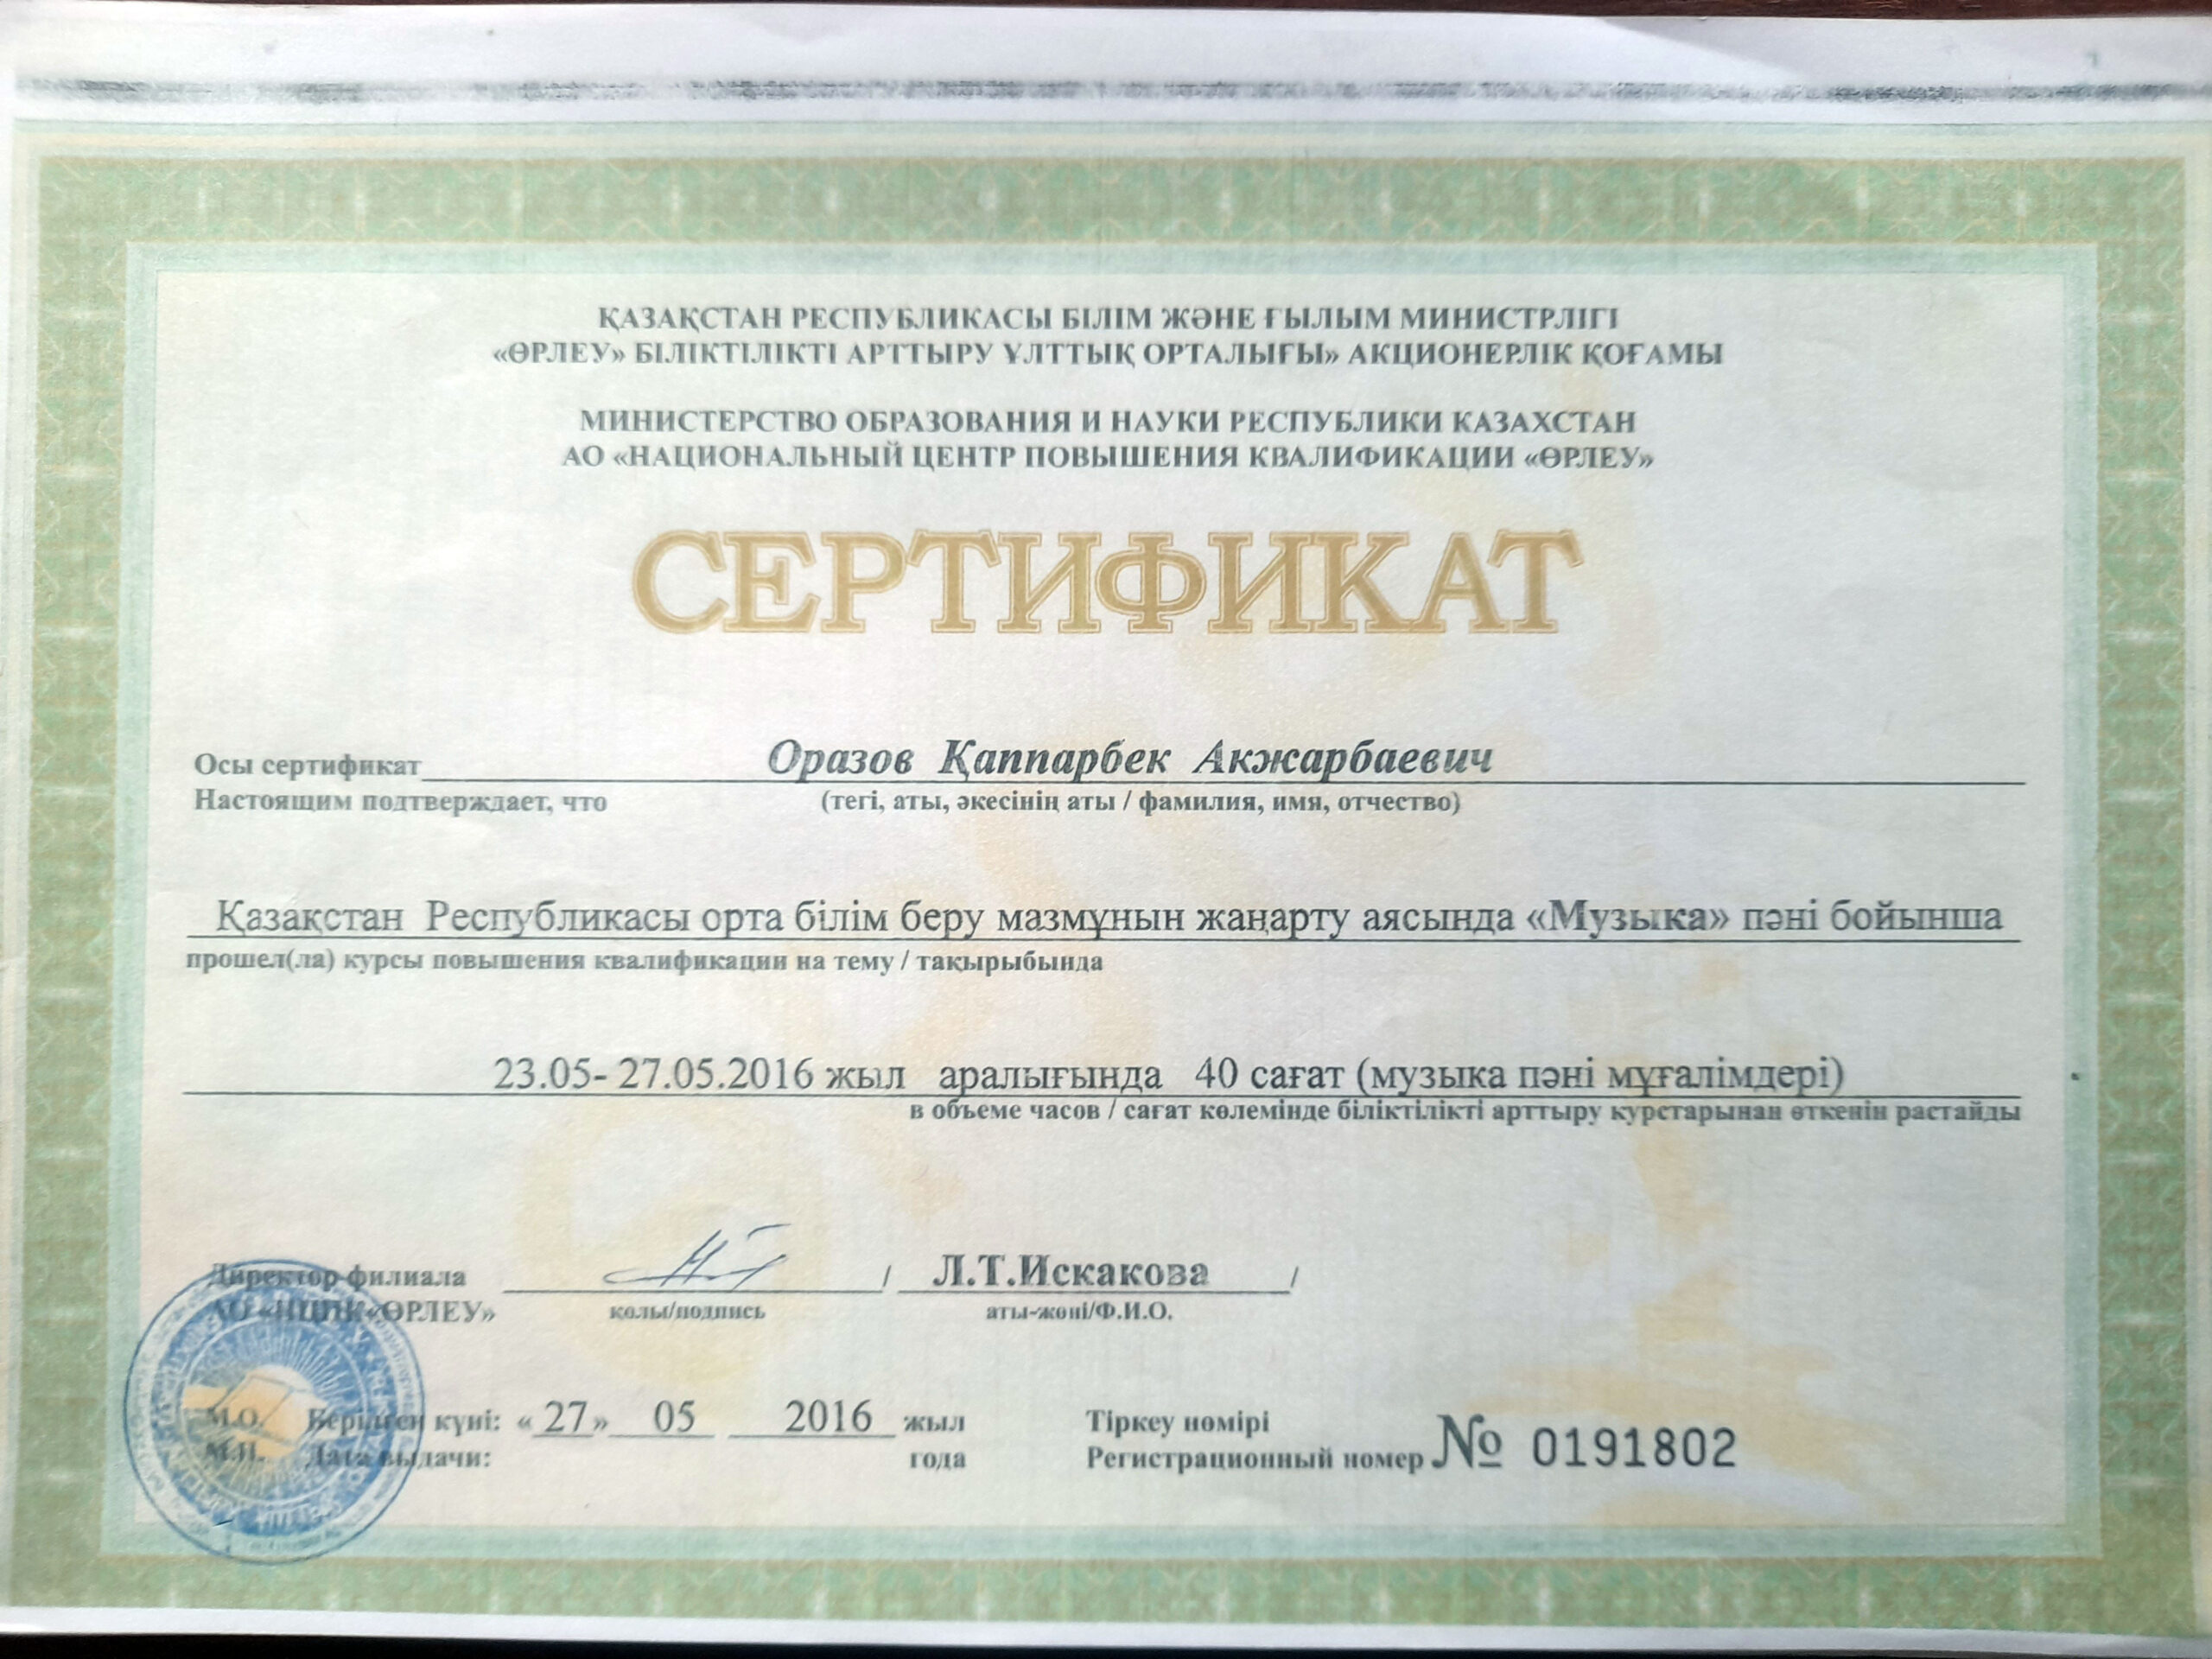 ҚАЗАҚСТАН РЕСПУБЛИКАСЫ БІЛІМ ЖӘНЕ ҒЫЛЫМ МИНИСТРЛІГІ
«ӨРЛЕУ» БІЛІКТІЛІКТІ АРТТЫРУ ҰЛТТЫҚ ОРТАЛЫҒЫ» АКЦИОНЕРЛІК ҚОҒАМЫ
МИНИСТЕРСТВО ОБРАЗОВАНИЯ И НАУКИ РЕСПУБЛИКИ КАЗАХСТАН
АО «НАЦИОНАЛЬНЫЙ ЦЕНТР ПОВЫШЕНИЯ КВАЛИФИКАЦИИ «ӨРЛЕУ»
СЕРТИФИКАТ
Осы сертификат Оразов Қаппарбек Акжарбаевич
Настоящим подтверждает, что (тегі, аты, әкесінің аты / фамилия, имя, отчество)
Қазақстан Республикасы орта білім беру мазмұнын жаңарту аясында «Музыка» пәні бойынша
прошел(ла) курсы повышения квалификации на тему / тақырыбында
23.05- 27.05.2016 жыл аралығында 40 сағат (музыка пәні мұғалімдері)
в объеме часов / сағат көлемінде біліктілікті арттыру курстарынан өткенін растайды
Директор филиала / Л.Т.Искакова /
АО «НЦПК«ӨРЛЕУ» қолы/подпись аты-жөні/Ф.И.О.
М.О. Берілген күні: « 27 » 05 2016 жыл Тіркеу нөмірі
М.П. Дата выдачи: года Регистрационный номер № 0191802